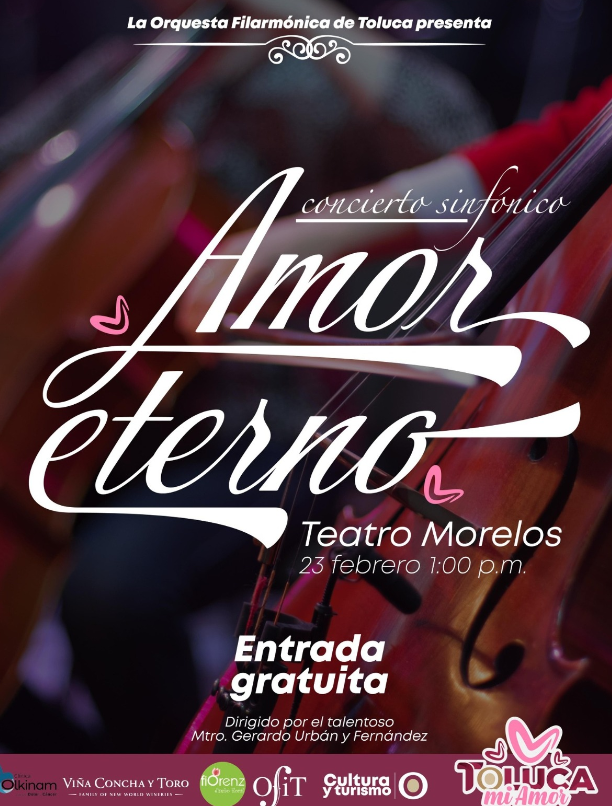 La Orquesta Filarmónica de Toluca presenta
concierto sinfónico
Amor
eterno
Teatro Morelos
23 febrero 1:00 p.m.
Entrada
gratuita
Dirigido por el talentoso
Mtro. Gerardo Urbán y Fernández
Olkinam
VIÑA CONCHA Y TORO
FAMILY OF NEW WORLD WINERIES
fiorenz
OFiT
Cultura
y turismo
TOLUCA
mi Amor